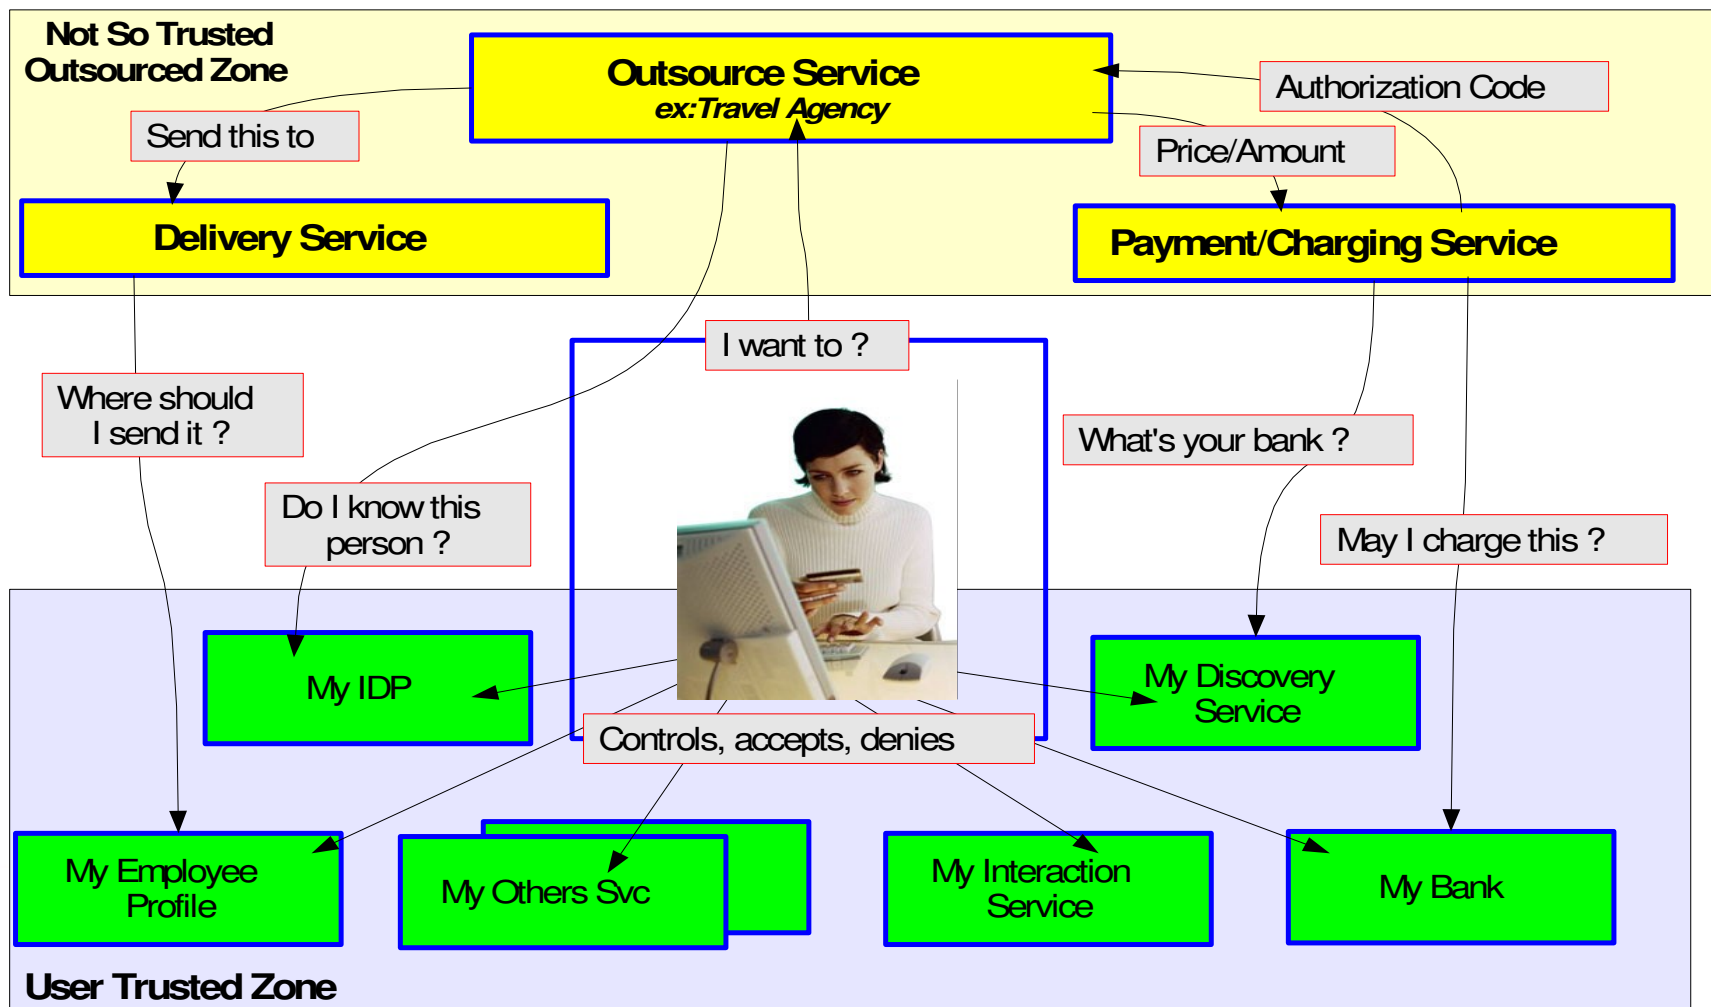 Not So Trusted
Outsourced Zone
Outsource Service
ex:Travel Agency
Authorization Code
Send this to
Price/Amount
Delivery Service
Payment/Charging Service
I want to ?
Where should
I send it ?
What's your bank ?
Do I know this
person ?
May I charge this ?
My IDP
My Discovery
Service
Controls, accepts, denies
My Employee
Profile
My Others Svc
My Interaction
Service
My Bank
User Trusted Zone